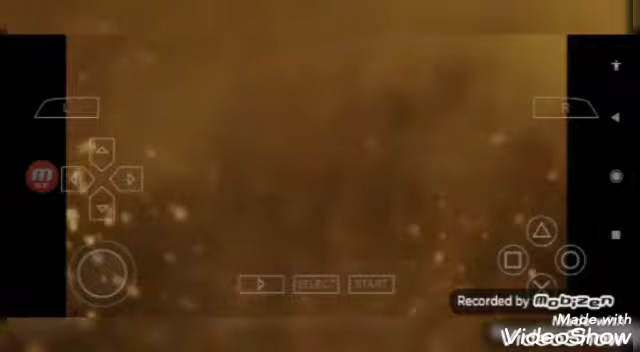 L
R
SELECT
START
Recorded by Mobizen
Made with
VideoShow